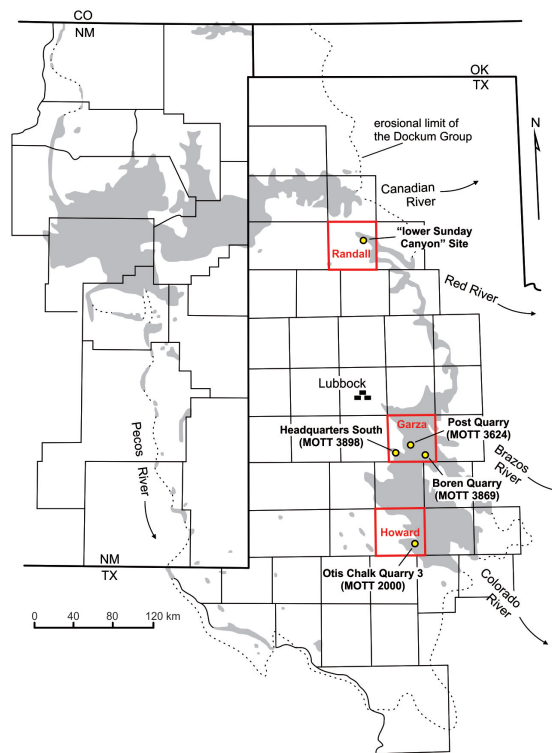 CO
NM
OK
TX
erosional limit of
the Dockum Group
N
Canadian
River
“lower Sunday
Canyon” Site
Randall
Red River
Lubbock
Garza
Post Quarry
(MOTT 3624)
Headquarters South
(MOTT 3898)
Boren Quarry
(MOTT 3869)
Brazos
River
Pecos
River
Howard
Otis Chalk Quarry 3
(MOTT 2000)
NM
TX
Colorado
River
0 40 80 120 km